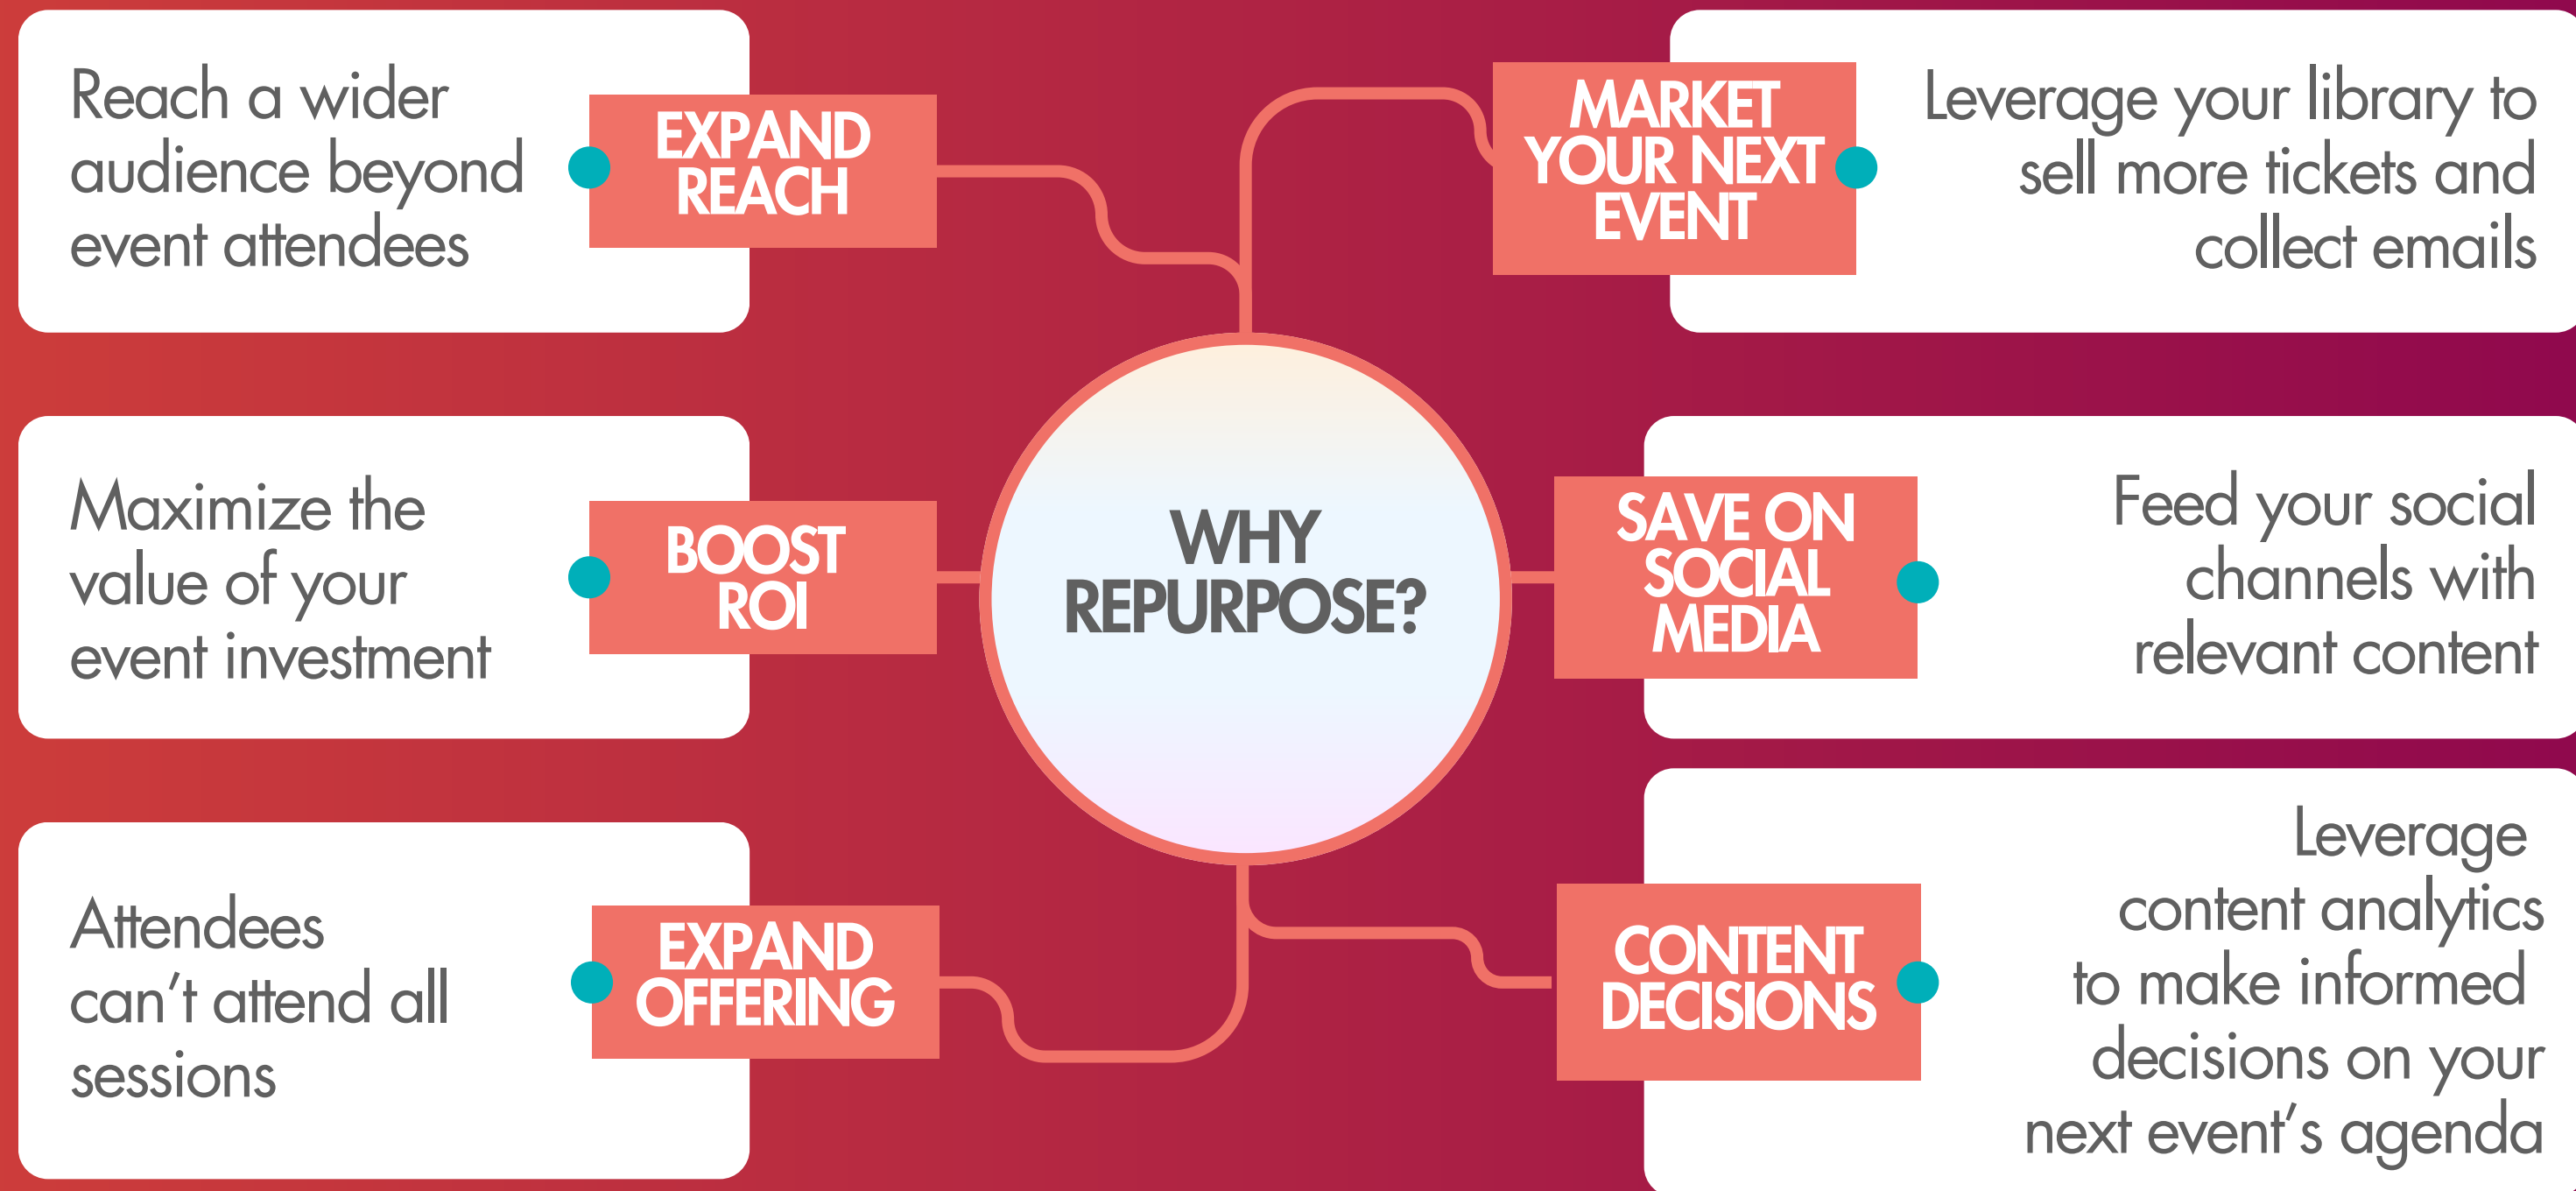 Reach a wider
audience beyond
event attendees
EXPAND
REACH
MARKET
YOUR NEXT
EVENT
Leverage your library to
sell more tickets and
collect emails
Maximize the
value of your
event investment
BOOST
ROI
WHY
REPURPOSE?
SAVE ON
SOCIAL
MEDIA
Feed your social
channels with
relevant content
Attendees
can’t attend all
sessions
EXPAND
OFFERING
CONTENT
DECISIONS
Leverage
content analytics
to make informed
decisions on your
next event’s agenda